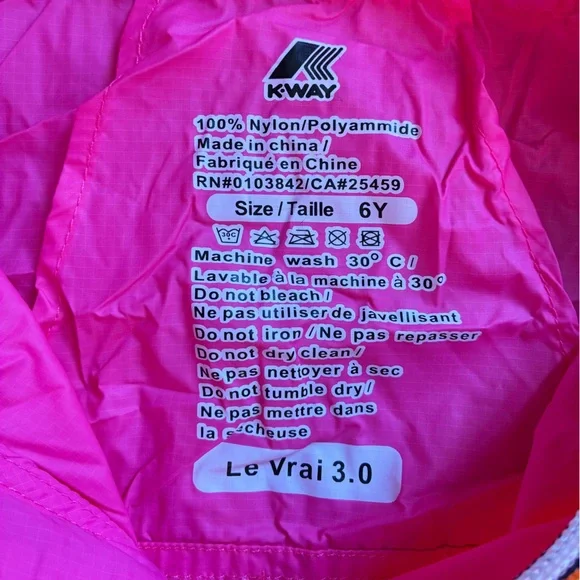 K-WAY
100% Nylon/Polyammide
Made in china/
Fabriqué en Chine
RN#0103842/CA#25459
Size/Taille 6Y
30C
Machine wash 30° C/
Lavable à la machine à 30°
Do not bleach/
Ne pas utiliser de javellisant
Do not iron /Ne pas repasser
Do not dry clean/
Ne pas nettoyer à sec
Do not tumble dry/
Ne pas mettre dans
la sècheuse
Le Vrai 3.0